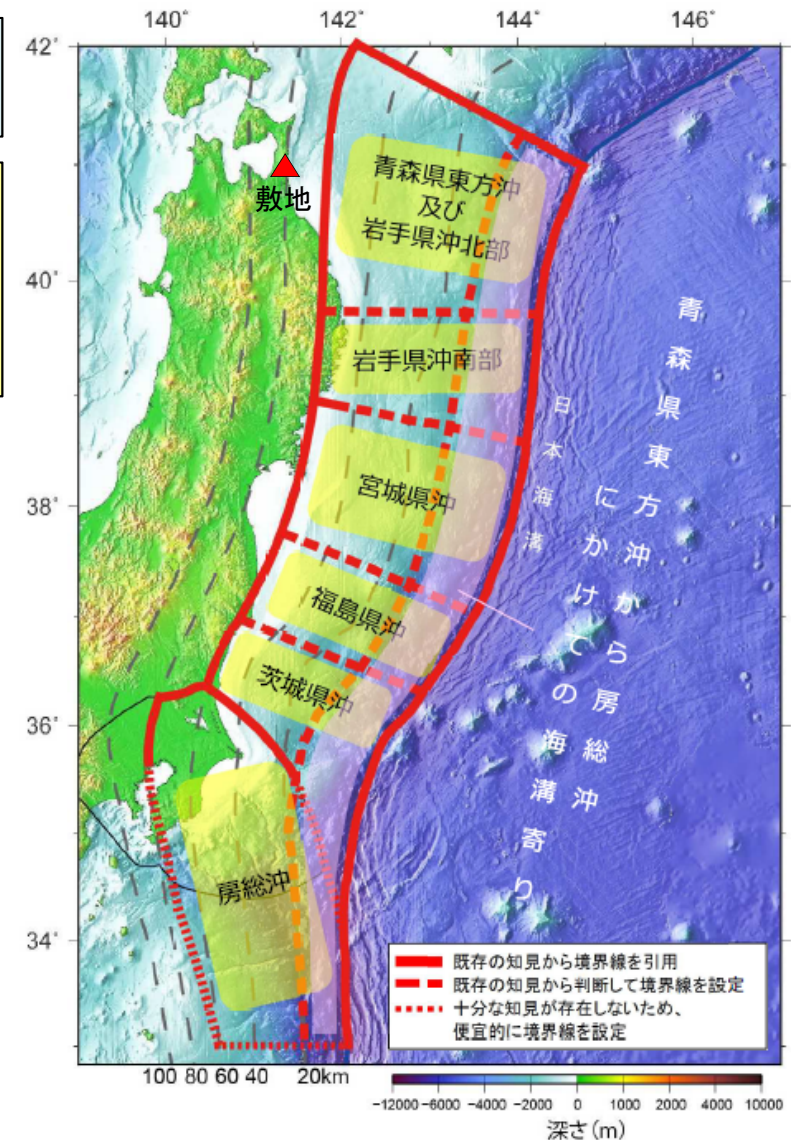 140˚ 142˚ 144˚ 146˚
42˚
40˚
38˚
36˚
34˚
敷地
青森県東方沖
及び
岩手県沖北部
岩手県沖南部
宮城県沖
福島県沖
茨城県沖
房総沖
日本海溝
青森県東方沖から房総沖
にかけての海溝寄り
既存の知見から境界線を引用
既存の知見から判断して境界線を設定
十分な知見が存在しないため、
便宜的に境界線を設定
100 80 60 40 20km
-12000 -6000 -4000 -2000 0 1000 2000 4000 10000
深さ(m)